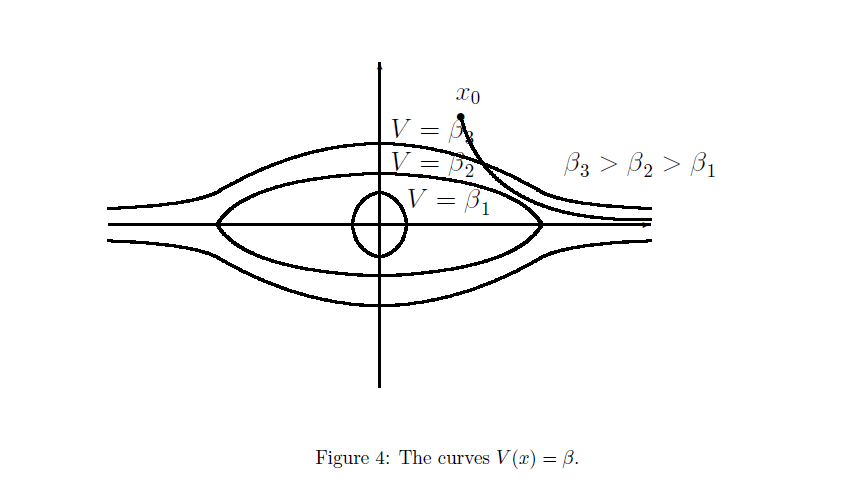 x₀
V = β₃
V = β₂
β₃ > β₂ > β₁
V = β₁
Figure 4: The curves V(x) = β.